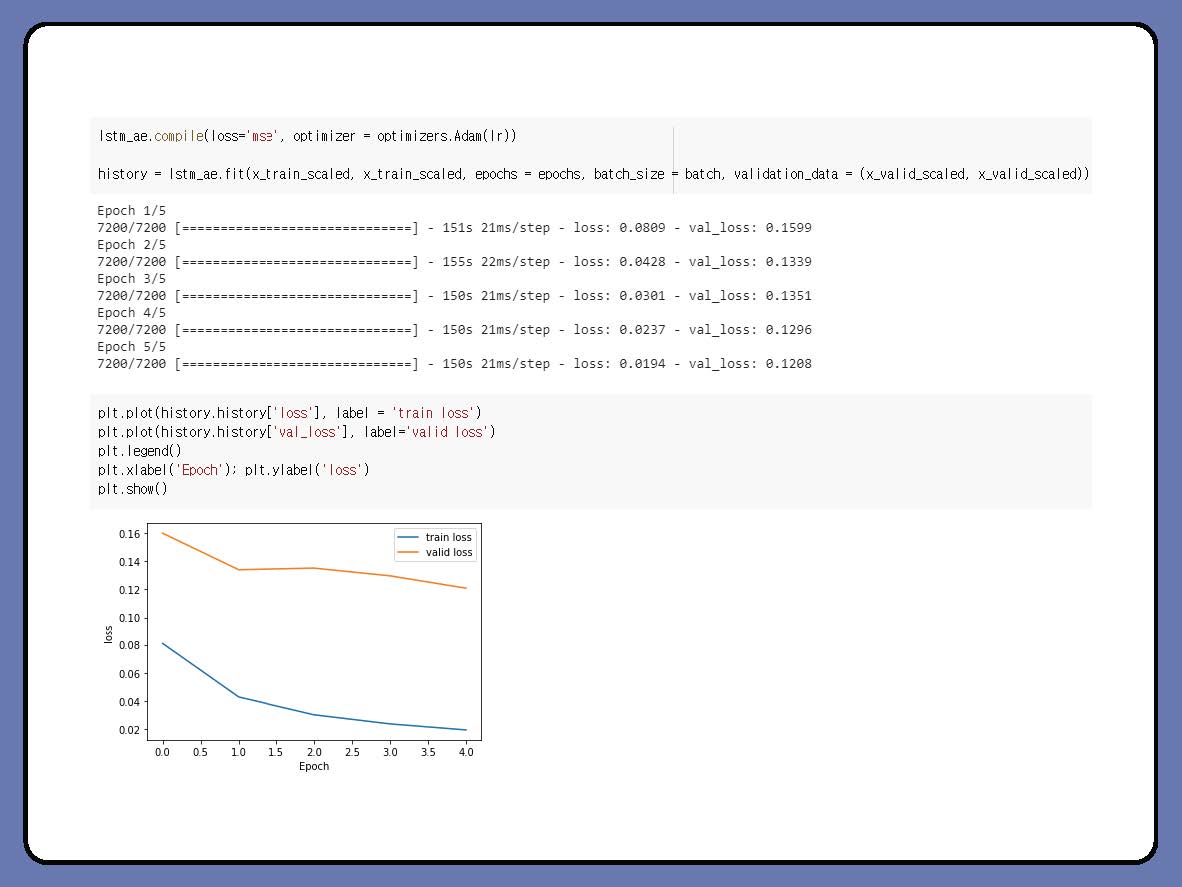 lstm_ae.compile(loss='mse', optimizer = optimizers.Adam(lr))
history = lstm_ae.fit(x_train_scaled, x_train_scaled, epochs = epochs, batch_size = batch, validation_data = (x_valid_scaled, x_valid_scaled))
Epoch 1/5
7200/7200 [==============================] - 151s 21ms/step - loss: 0.0809 - val_loss: 0.1599
Epoch 2/5
7200/7200 [==============================] - 155s 22ms/step - loss: 0.0428 - val_loss: 0.1339
Epoch 3/5
7200/7200 [==============================] - 150s 21ms/step - loss: 0.0301 - val_loss: 0.1351
Epoch 4/5
7200/7200 [==============================] - 150s 21ms/step - loss: 0.0237 - val_loss: 0.1296
Epoch 5/5
7200/7200 [==============================] - 150s 21ms/step - loss: 0.0194 - val_loss: 0.1208
plt.plot(history.history['loss'], label = 'train loss')
plt.plot(history.history['val_loss'], label='valid loss')
plt.legend()
plt.xlabel('Epoch'); plt.ylabel('loss')
plt.show()
train loss
valid loss
0.16
0.14
0.12
0.10
0.08
0.06
0.04
0.02
loss
0.0 0.5 1.0 1.5 2.0 2.5 3.0 3.5 4.0
Epoch